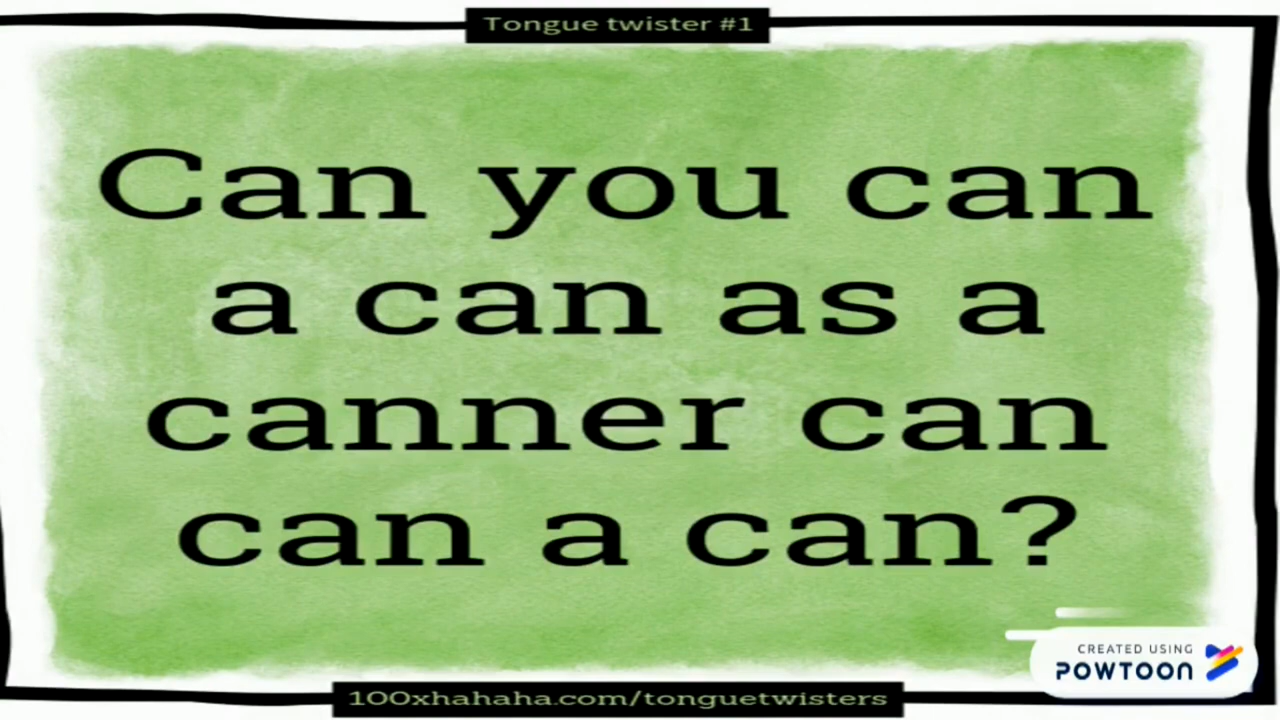 Tongue twister #1
Can you can
a can as a
canner can
can a can?
CREATED USING
POWTOON
100xhahaha.com/tonguetwisters